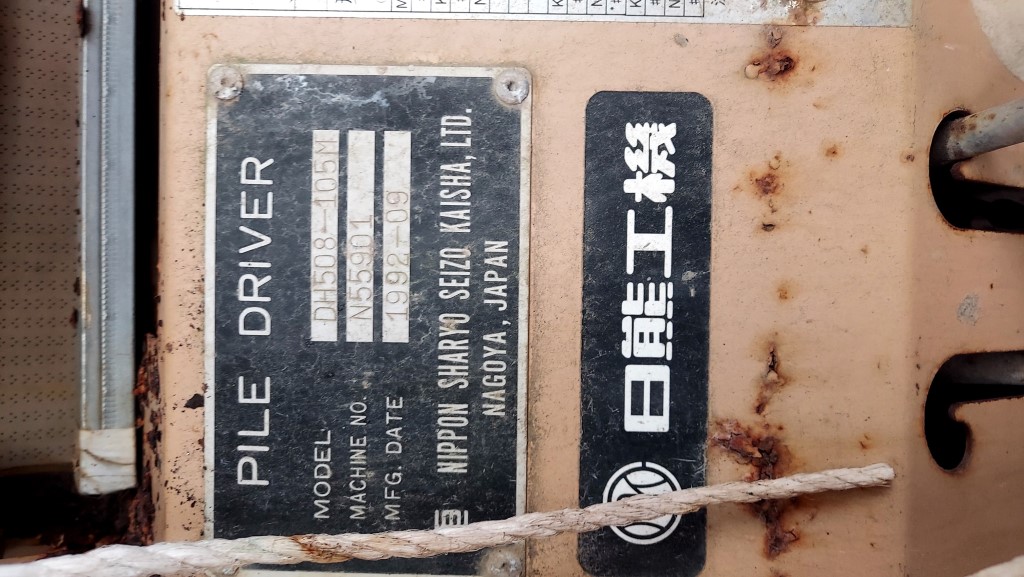 PILE DRIVER
MODEL DH508-105M
MACHINE NO. N55901
MFG. DATE 1992-09
NIPPON SHARYO SEIZO KAISHA, LTD.
NAGOYA, JAPAN
日熊工機